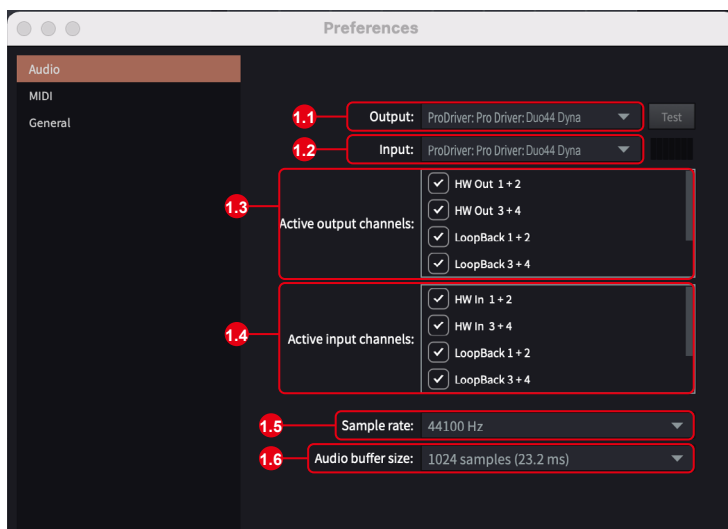 Preferences
Audio
MIDI
General
1.1 Output: ProDriver: Pro Driver: Duo44 Dyna Test
1.2 Input: ProDriver: Pro Driver: Duo44 Dyna
1.3 Active output channels:
HW Out 1 + 2
HW Out 3 + 4
LoopBack 1 + 2
LoopBack 3 + 4
1.4 Active input channels:
HW In 1 + 2
HW In 3 + 4
LoopBack 1 + 2
LoopBack 3 + 4
1.5 Sample rate: 44100 Hz
1.6 Audio buffer size: 1024 samples (23.2 ms)